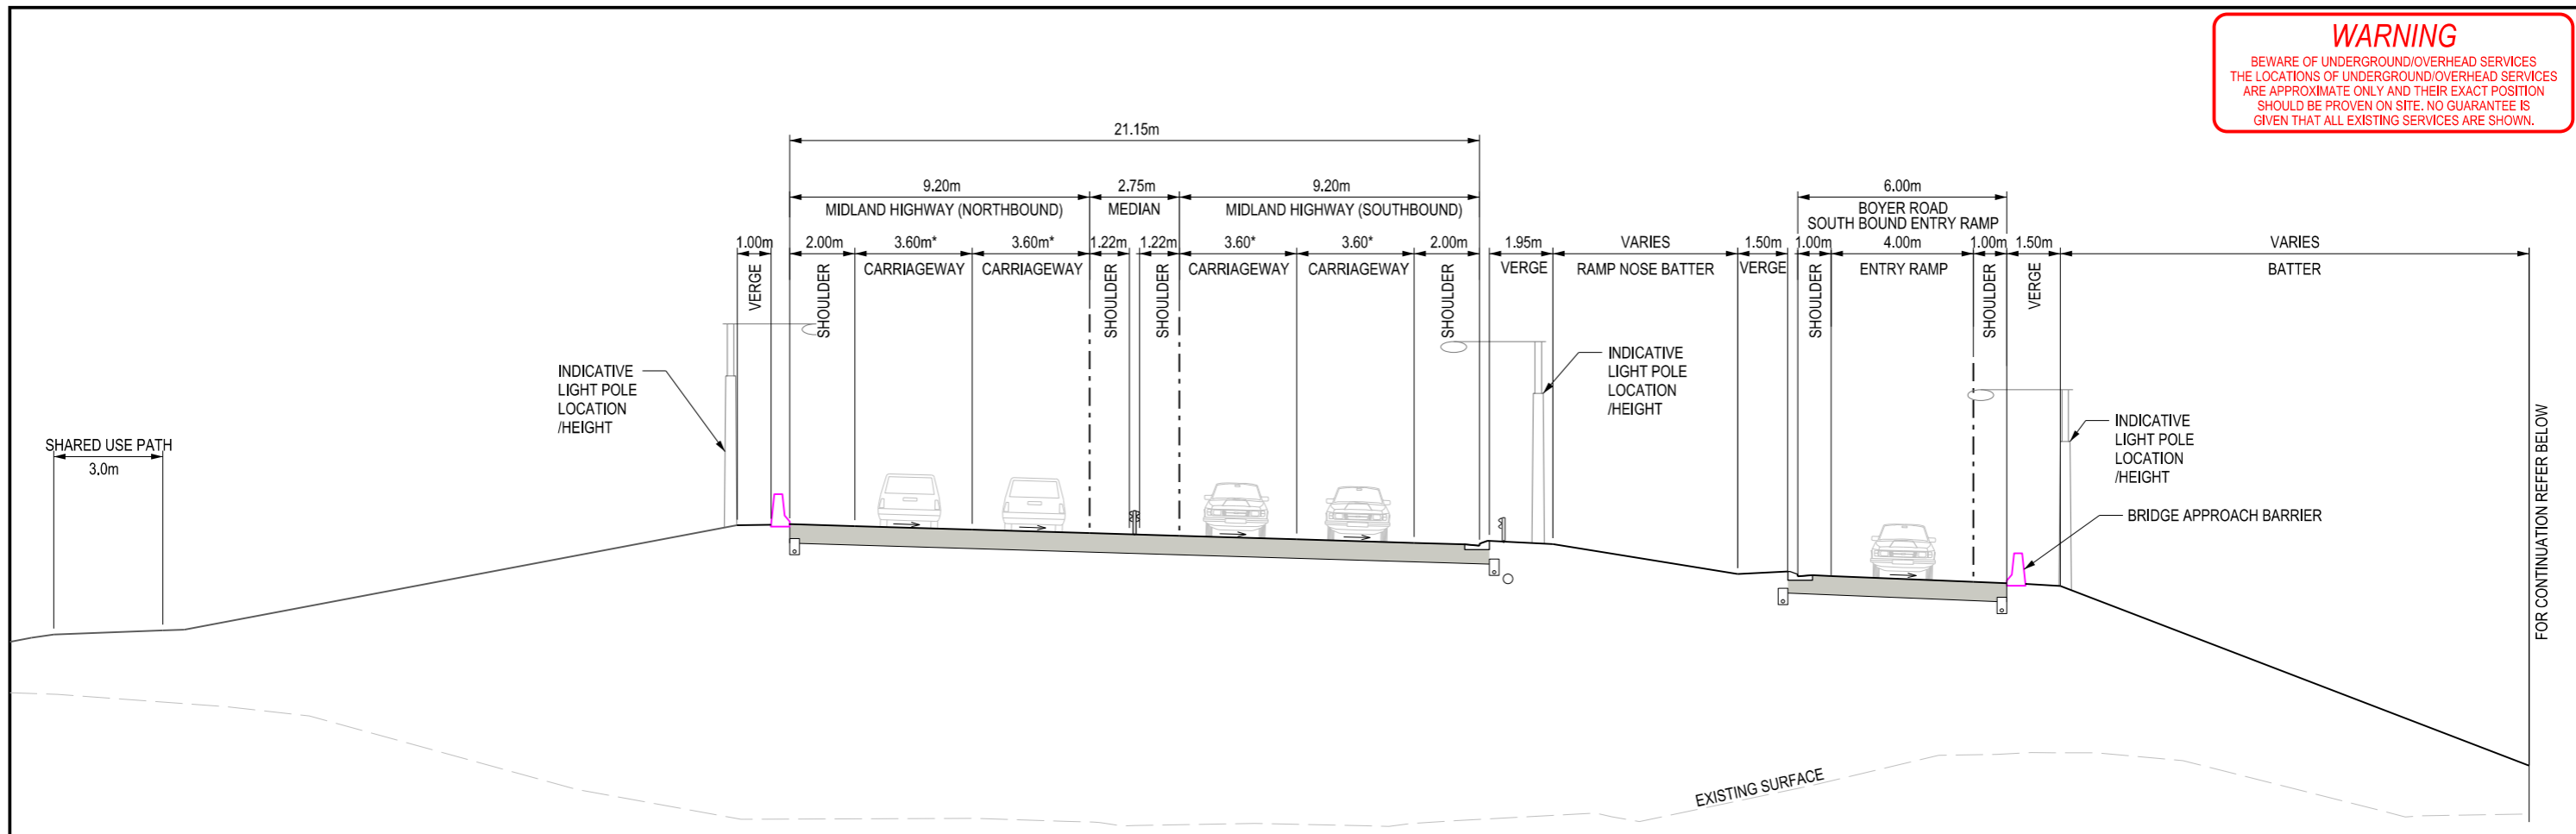 WARNING
BEWARE OF UNDERGROUND/OVERHEAD SERVICES
THE LOCATIONS OF UNDERGROUND/OVERHEAD SERVICES
ARE APPROXIMATE ONLY AND THEIR EXACT POSITION
SHOULD BE PROVEN ON SITE. NO GUARANTEE IS
GIVEN THAT ALL EXISTING SERVICES ARE SHOWN.
21.15m
9.20m 2.75m 9.20m 6.00m
MIDLAND HIGHWAY (NORTHBOUND) MEDIAN MIDLAND HIGHWAY (SOUTHBOUND) BOYER ROAD
SOUTH BOUND ENTRY RAMP
1.00m 2.00m 3.60m* 3.60m* 1.22m 1.22m 3.60* 3.60* 2.00m 1.95m VARIES 1.50m 1.00m 4.00m 1.00m 1.50m VARIES
VERGE SHOULDER CARRIAGEWAY CARRIAGEWAY SHOULDER SHOULDER CARRIAGEWAY CARRIAGEWAY SHOULDER VERGE RAMP NOSE BATTER VERGE SHOULDER ENTRY RAMP SHOULDER VERGE BATTER
INDICATIVE
LIGHT POLE
LOCATION
/HEIGHT
INDICATIVE
LIGHT POLE
LOCATION
/HEIGHT
INDICATIVE
LIGHT POLE
LOCATION
/HEIGHT
SHARED USE PATH
3.0m
BRIDGE APPROACH BARRIER
FOR CONTINUATION REFER BELOW
EXISTING SURFACE